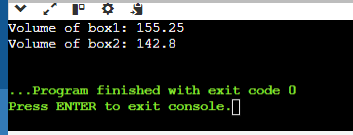 Volume of box1: 155.25
Volume of box2: 142.8
...Program finished with exit code 0
Press ENTER to exit console.